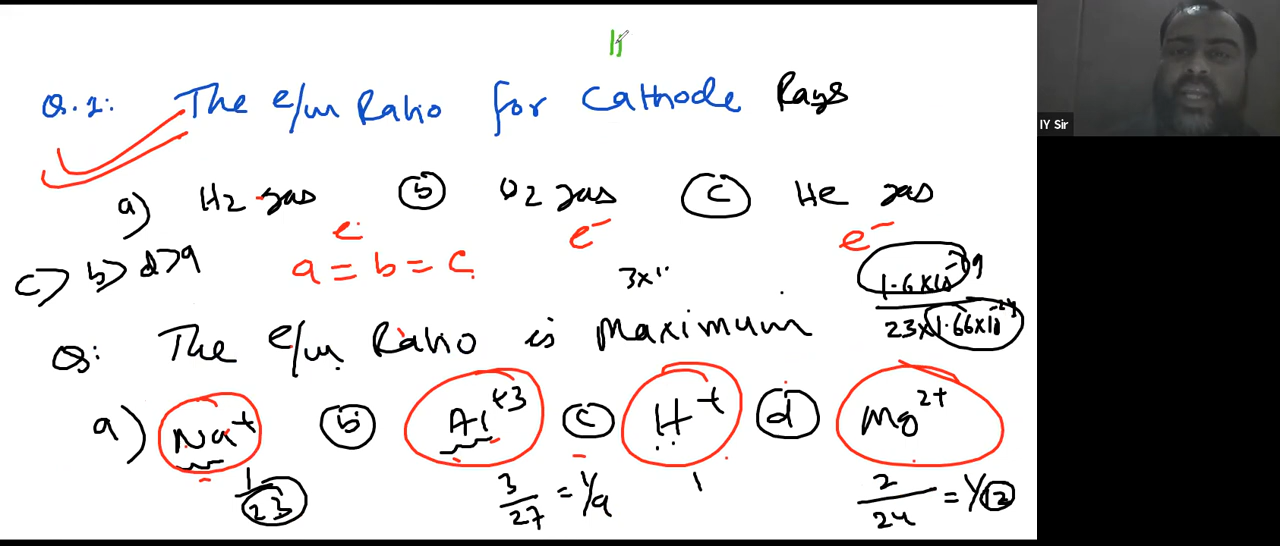 Q.1: The e/m Ratio for Cathode Rays
IY Sir
a) H2 gas (b) O2 gas (c) He gas
e e- e-
c > b > d > a a = b = c
1.6×10-19
23×1.66×10
Q: The e/m Ratio is Maximum
a) Na+ (b) Al+3 (c) H+ (d) Mg2+
1/23 3/27 = 1/9 1 2/24 = 1/12